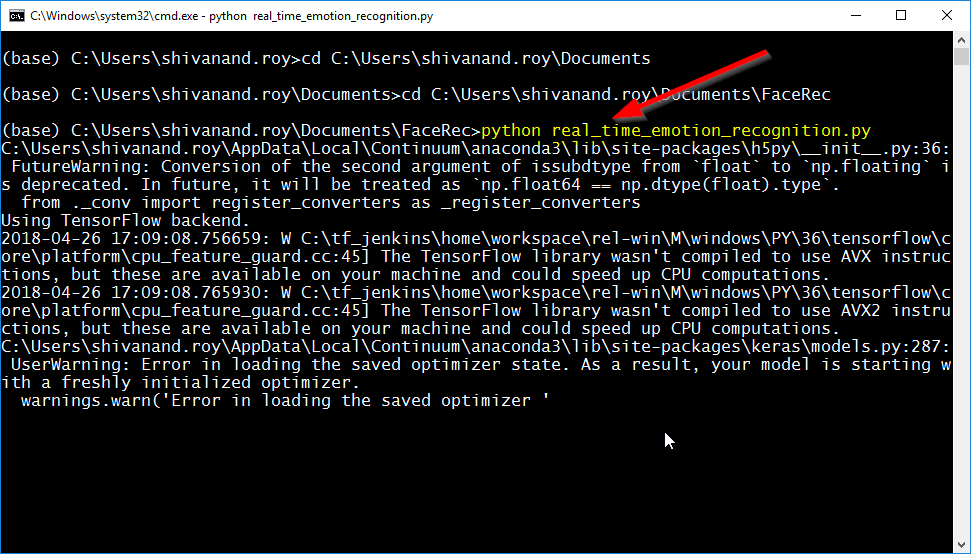 C:\Windows\system32\cmd.exe - python  real_time_emotion_recognition.py
(base) C:\Users\shivanand.roy>cd C:\Users\shivanand.roy\Documents
(base) C:\Users\shivanand.roy\Documents>cd C:\Users\shivanand.roy\Documents\FaceRec
(base) C:\Users\shivanand.roy\Documents\FaceRec>python real_time_emotion_recognition.py
C:\Users\shivanand.roy\AppData\Local\Continuum\anaconda3\lib\site-packages\h5py\__init__.py:36:
 FutureWarning: Conversion of the second argument of issubdtype from `float` to `np.floating` i
s deprecated. In future, it will be treated as `np.float64 == np.dtype(float).type`.
  from ._conv import register_converters as _register_converters
Using TensorFlow backend.
2018-04-26 17:09:08.756659: W C:\tf_jenkins\home\workspace\rel-win\M\windows\PY\36\tensorflow\c
ore\platform\cpu_feature_guard.cc:45] The TensorFlow library wasn't compiled to use AVX instruc
tions, but these are available on your machine and could speed up CPU computations.
2018-04-26 17:09:08.765930: W C:\tf_jenkins\home\workspace\rel-win\M\windows\PY\36\tensorflow\c
ore\platform\cpu_feature_guard.cc:45] The TensorFlow library wasn't compiled to use AVX2 instru
ctions, but these are available on your machine and could speed up CPU computations.
C:\Users\shivanand.roy\AppData\Local\Continuum\anaconda3\lib\site-packages\keras\models.py:287:
 UserWarning: Error in loading the saved optimizer state. As a result, your model is starting w
ith a freshly initialized optimizer.
  warnings.warn('Error in loading the saved optimizer '